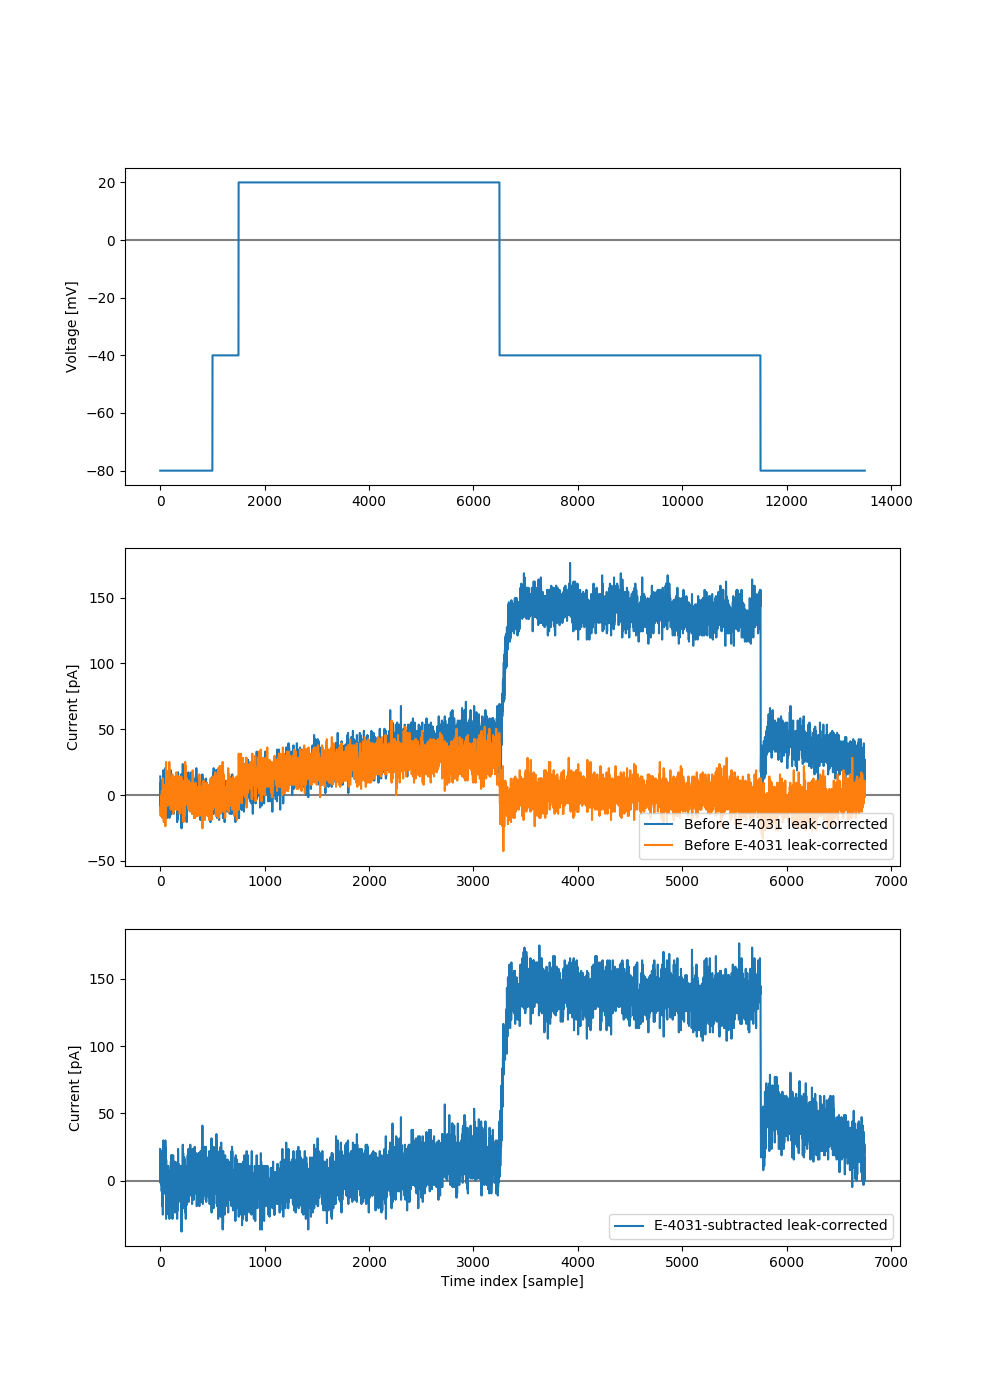 20
0
−20
−40
−60
−80
Voltage [mV]
0 2000 4000 6000 8000 10000 12000 14000
150
100
50
0
−50
Current [pA]
Before E-4031 leak-corrected
Before E-4031 leak-corrected
0 1000 2000 3000 4000 5000 6000 7000
150
100
50
0
Current [pA]
E-4031-subtracted leak-corrected
0 1000 2000 3000 4000 5000 6000 7000
Time index [sample]